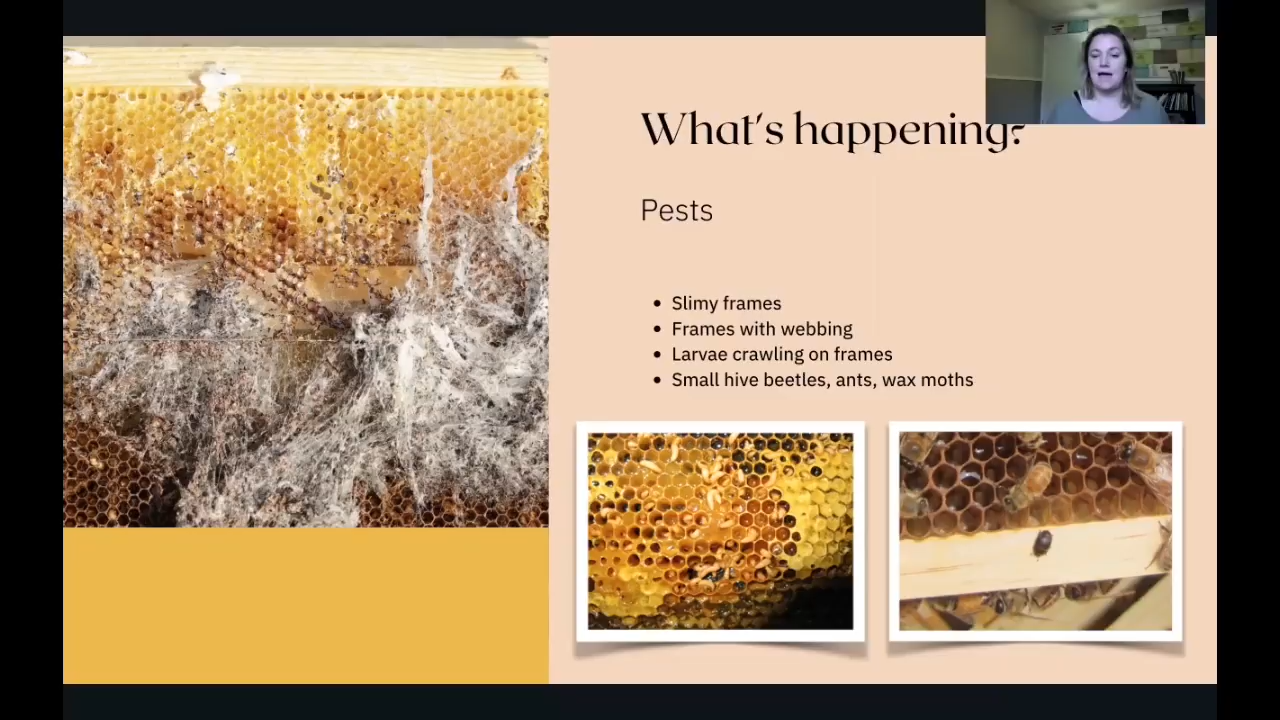 What's happening?
Pests
• Slimy frames
• Frames with webbing
• Larvae crawling on frames
• Small hive beetles, ants, wax moths